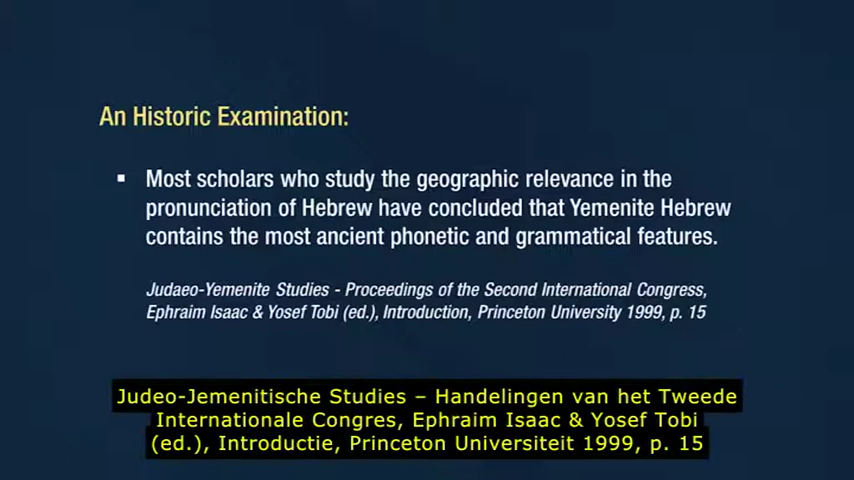 An Historic Examination:
▪ Most scholars who study the geographic relevance in the
pronunciation of Hebrew have concluded that Yemenite Hebrew
contains the most ancient phonetic and grammatical features.
Judaeo-Yemenite Studies - Proceedings of the Second International Congress,
Ephraim Isaac & Yosef Tobi (ed.), Introduction, Princeton University 1999, p. 15
Judeo-Jemenitische Studies – Handelingen van het Tweede
Internationale Congres, Ephraim Isaac & Yosef Tobi
(ed.), Introductie, Princeton Universiteit 1999, p. 15